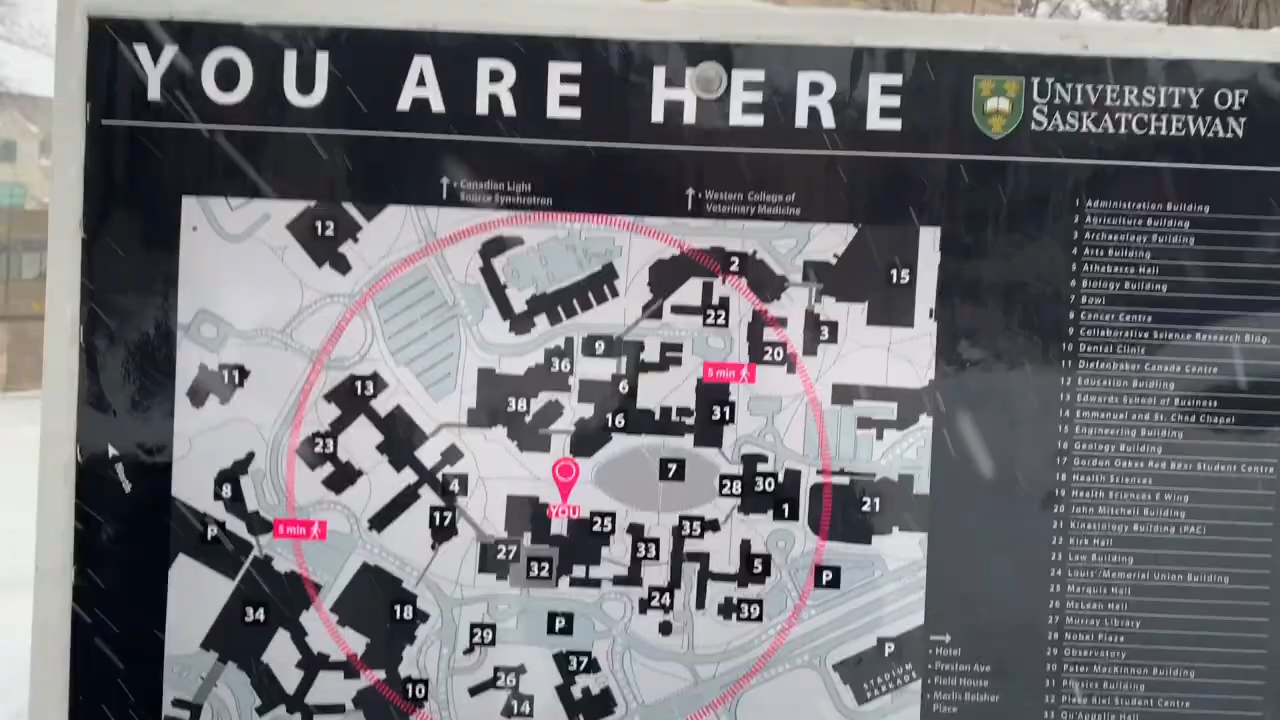 YOU ARE HERE
UNIVERSITY OF
SASKATCHEWAN
Canadian Light
Source Synchrotron
Western College of
Veterinary Medicine
12
2
15
22
3
9
20
36
5 min
11
13
6
38
16
31
23
7
4
8
28
30
1
21
YOU
17
25
P
5 min
35
27
33
32
5
P
24
39
34
18
29
P
P
37
26
10
14
STADIUM
PARKADE
Hotel
Preston Ave
Field House
Merlis Belsher
Place
1 Administration Building
2 Agriculture Building
3 Archaeology Building
4 Arts Building
5 Athabasca Hall
6 Biology Building
7 Bowl
8 Cancer Centre
9 Collaborative Science Research Bldg.
10 Dental Clinic
11 Diefenbaker Canada Centre
12 Education Building
13 Edwards School of Business
14 Emmanuel and St. Chad Chapel
15 Engineering Building
16 Geology Building
17 Gordon Oakes Red Bear Student Centre
18 Health Sciences
19 Health Sciences E Wing
20 John Mitchell Building
21 Kinesiology Building (PAC)
22 Kirk Hall
23 Law Building
24 Louis'/Memorial Union Building
25 Marquis Hall
26 McLean Hall
27 Murray Library
28 Nobel Plaza
29 Observatory
30 Peter MacKinnon Building
31 Physics Building
32 Place Riel Student Centre
33 Qu'Appelle Hall